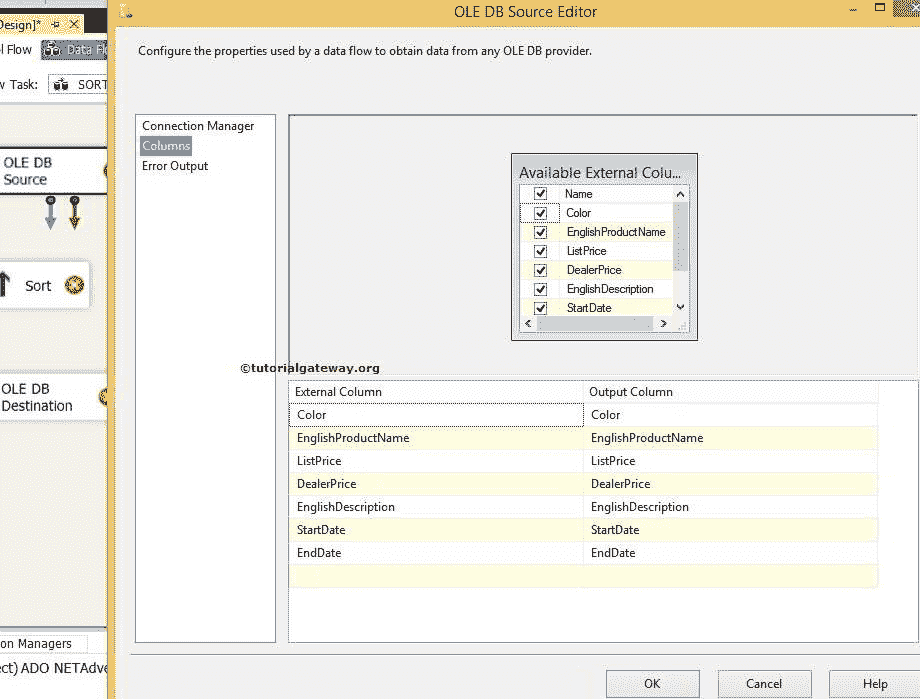 OLE DB Source Editor
Design]*
l Flow
Data Fl
w Task:
SORT
Configure the properties used by a data flow to obtain data from any OLE DB provider.
Connection Manager
Columns
Error Output
OLE DB
Source
Sort
OLE DB
Destination
Available External Colu...
Name
Color
EnglishProductName
ListPrice
DealerPrice
EnglishDescription
StartDate
©tutorialgateway.org
External Column Output Column
Color Color
EnglishProductName EnglishProductName
ListPrice ListPrice
DealerPrice DealerPrice
EnglishDescription EnglishDescription
StartDate StartDate
EndDate EndDate
on Managers
ect) ADO NETAdve
OK Cancel Help